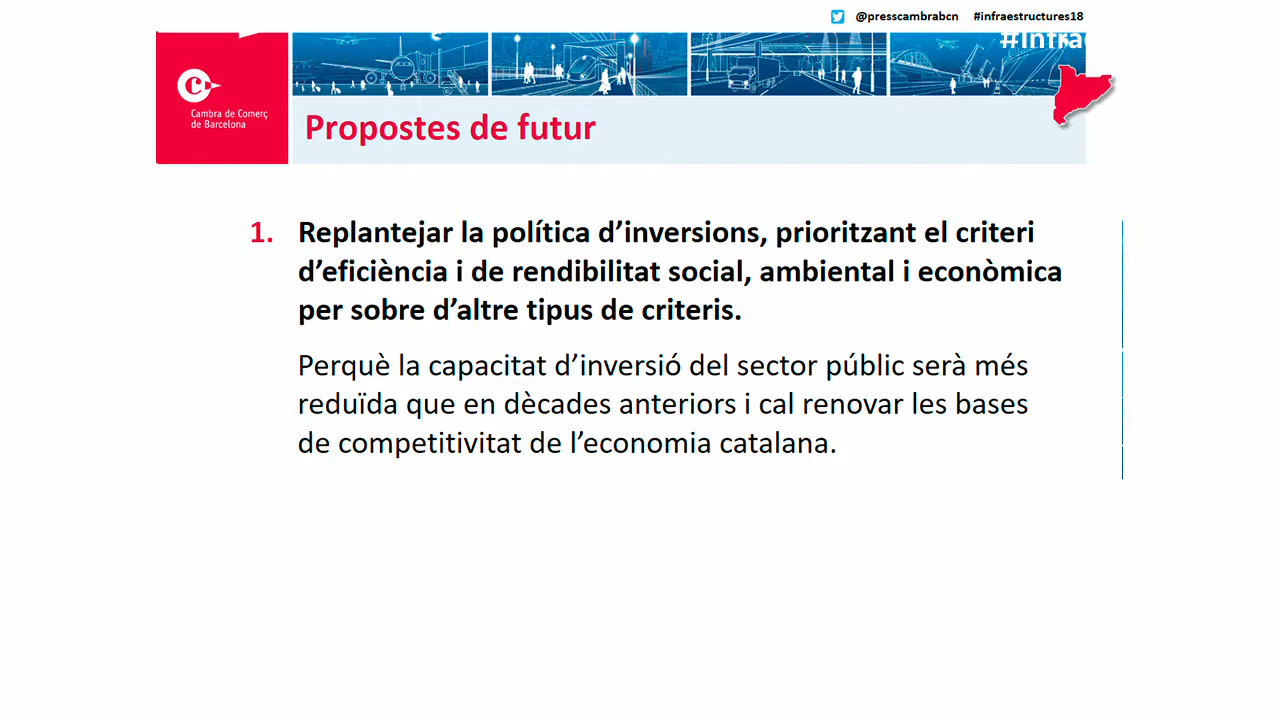 @presscambrabcn #infraestructures18
Cambra de Comerç
de Barcelona
Propostes de futur
1. Replantejar la política d’inversions, prioritzant el criteri
d’eficiència i de rendibilitat social, ambiental i econòmica
per sobre d’altre tipus de criteris.
Perquè la capacitat d’inversió del sector públic serà més
reduïda que en dècades anteriors i cal renovar les bases
de competitivitat de l’economia catalana.